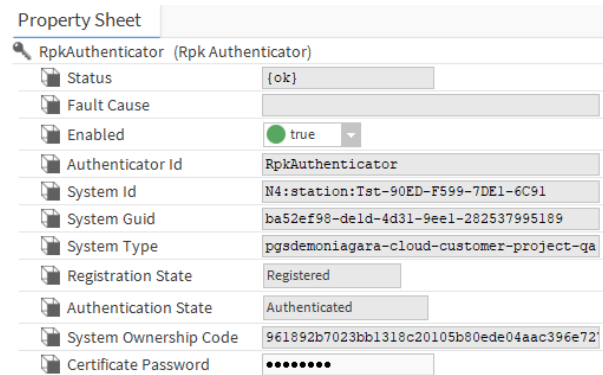 Property Sheet
RpkAuthenticator (Rpk Authenticator)
Status {ok}
Fault Cause
Enabled true
Authenticator Id RpkAuthenticator
System Id N4:station:Tst-90ED-F599-7DE1-6C91
System Guid ba52ef98-de1d-4d31-9ee1-282537995189
System Type pgsdemoniagara-cloud-customer-project-qa
Registration State Registered
Authentication State Authenticated
System Ownership Code 961892b7023bb1318c20105b80ede04aac396e727
Certificate Password ••••••••